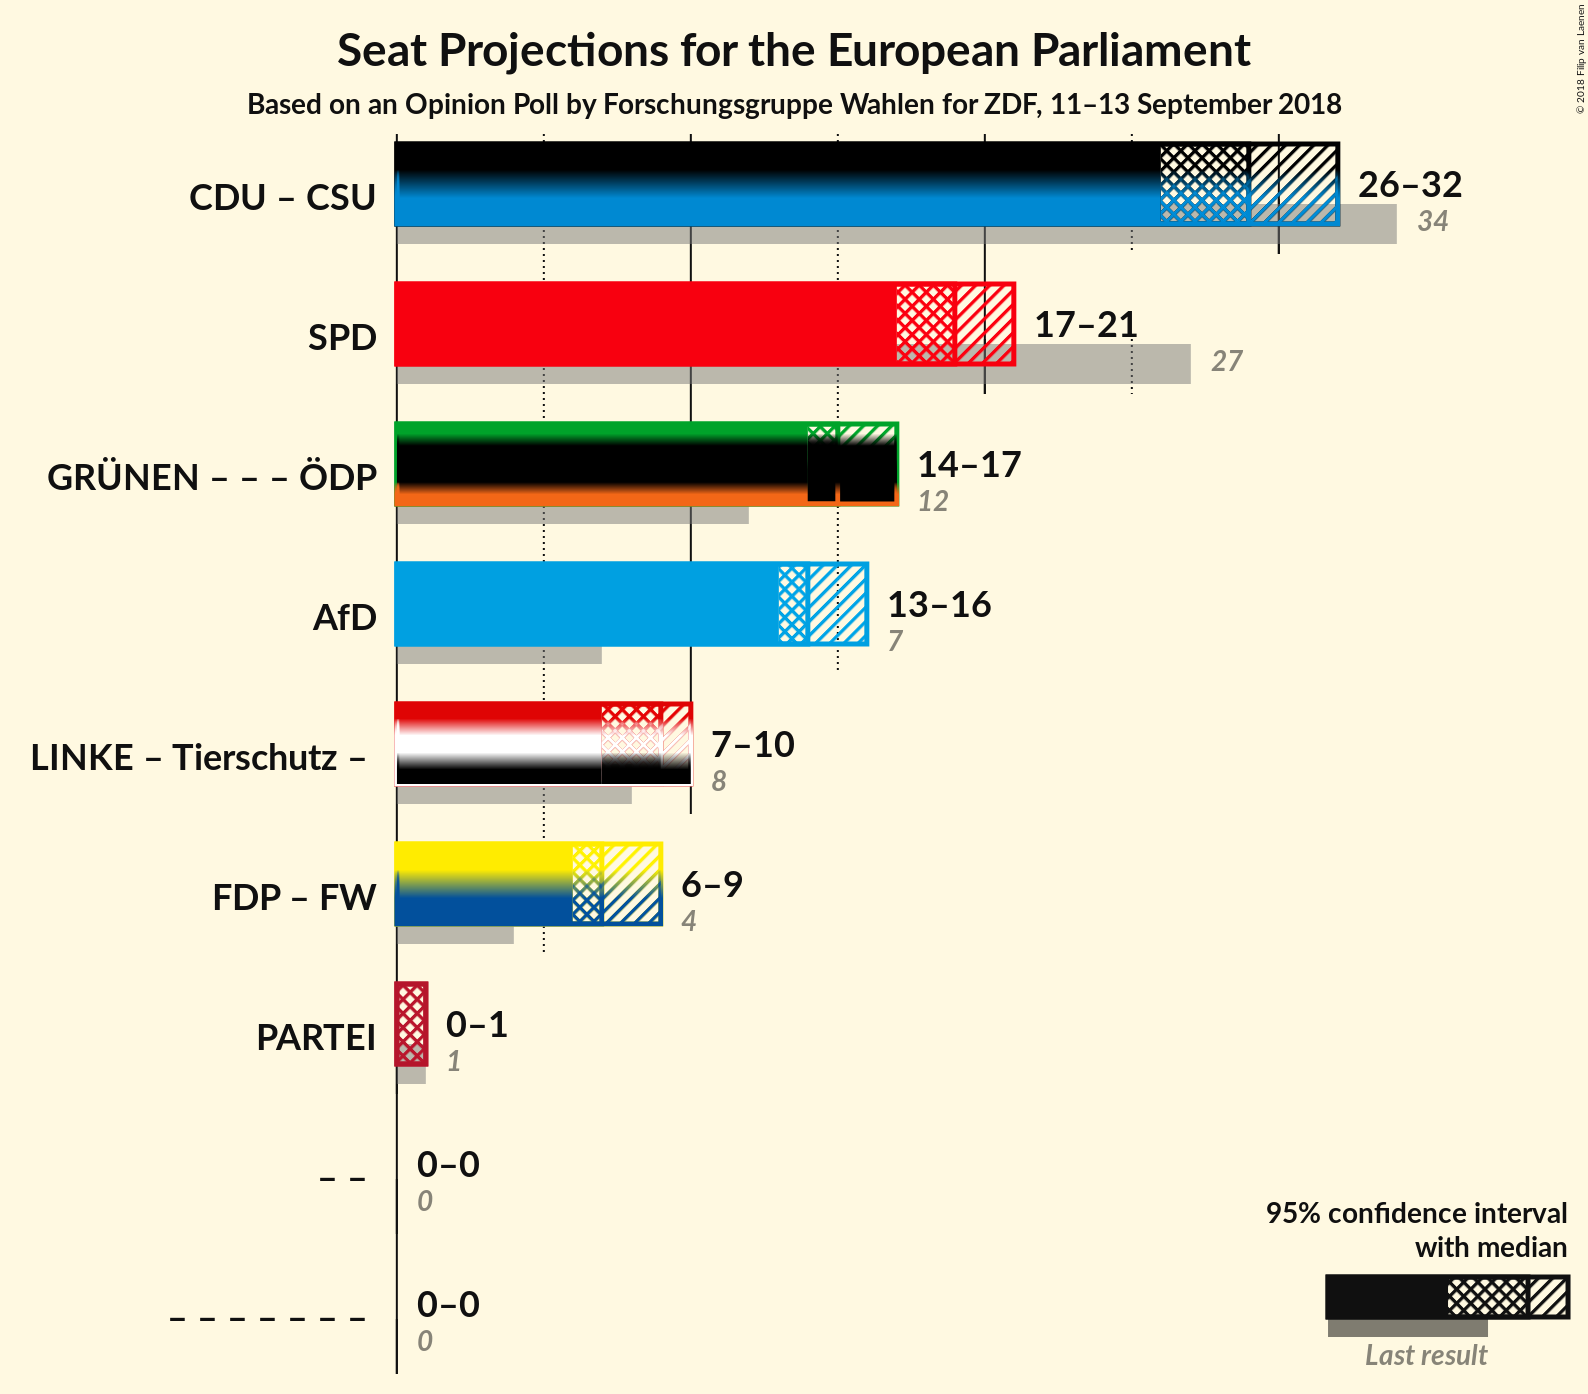 Seat Projections for the European Parliament
Based on an Opinion Poll by Forschungsgruppe Wahlen for ZDF, 11–13 September 2018
© 2018 Filip van Laenen
CDU – CSU
26–32
34
SPD
17–21
27
GRÜNEN – – – ÖDP
14–17
12
AfD
13–16
7
LINKE – Tierschutz –
7–10
8
FDP – FW
6–9
4
PARTEI
0–1
1
– –
0–0
0
– – – – – – –
0–0
0
95% confidence interval
with median
Last result